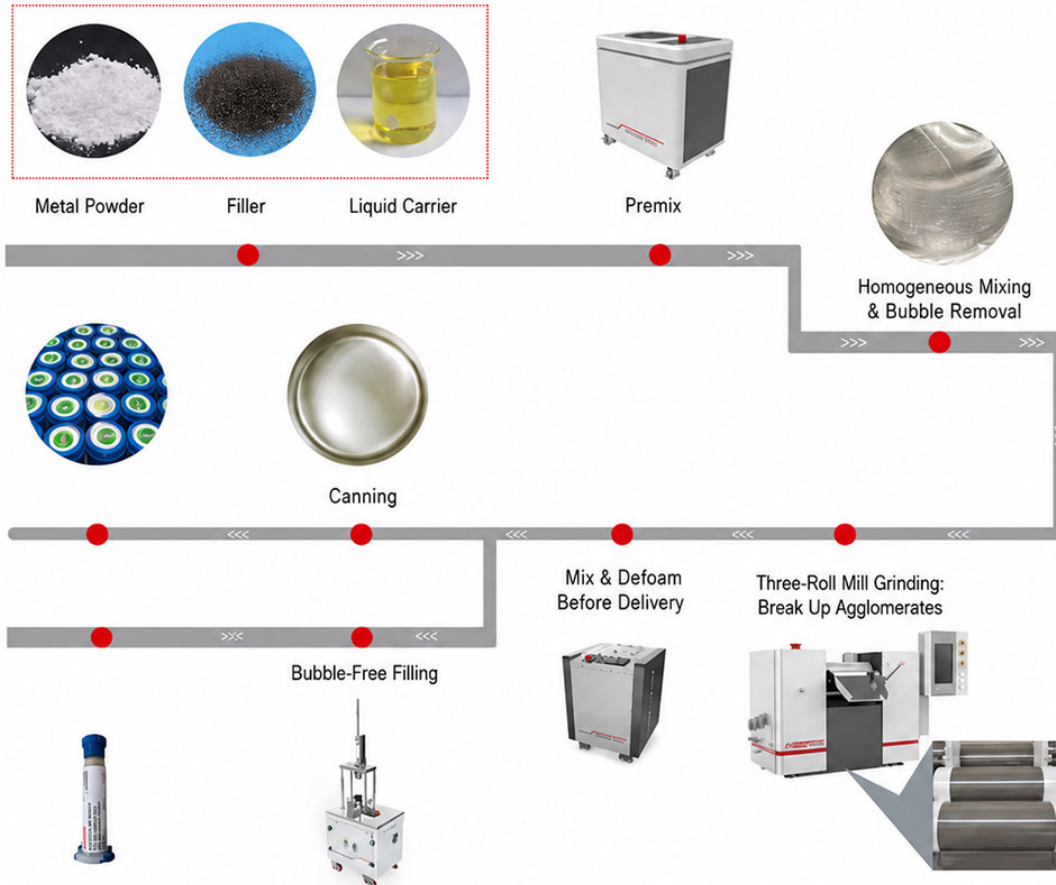 Metal Powder
Filler
Liquid Carrier
Premix
>>>
>>>
Homogeneous Mixing
& Bubble Removal
>>>
>>>
Canning
<<<
<<<
<<<
<<<
Mix & Defoam
Before Delivery
Three-Roll Mill Grinding:
Break Up Agglomerates
<<<
Bubble-Free Filling